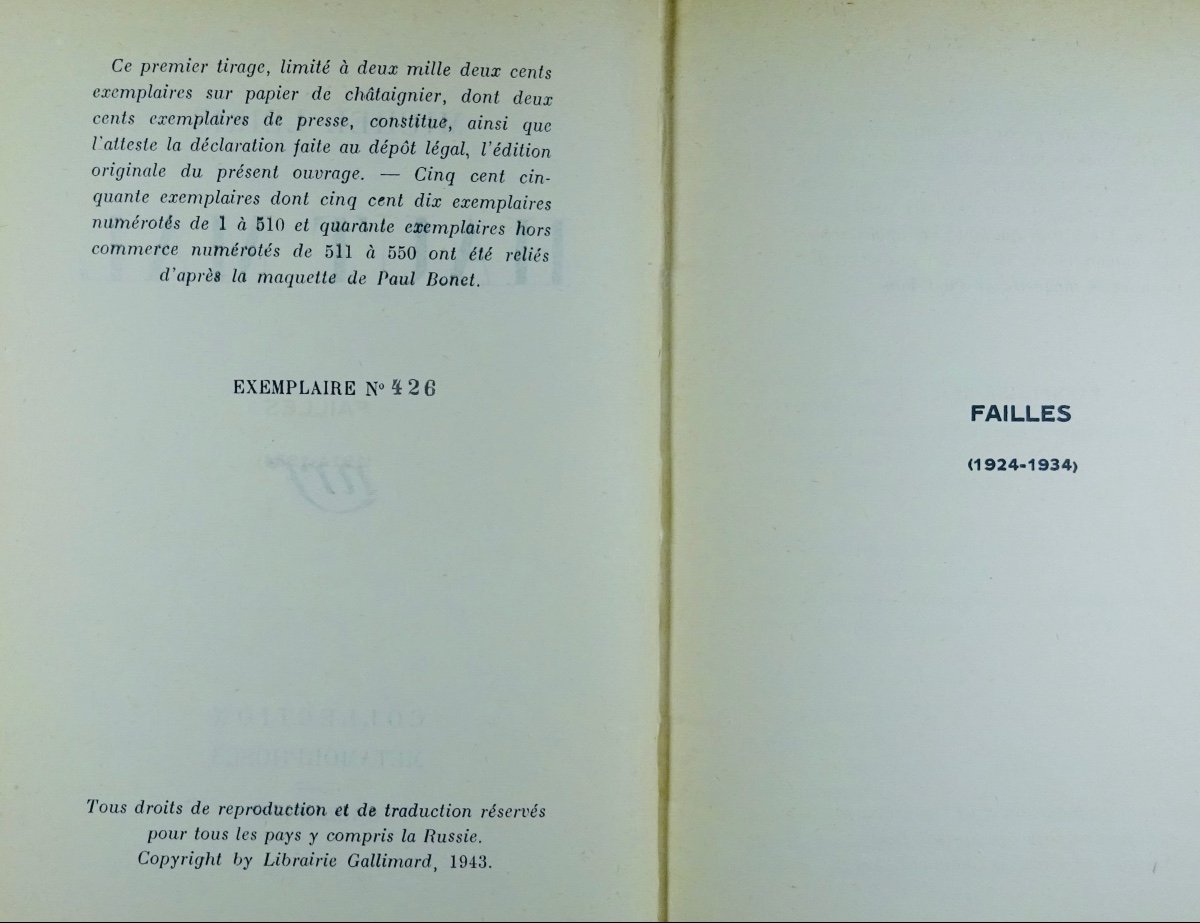 Ce premier tirage, limité à deux mille deux cents
exemplaires sur papier de châtaignier, dont deux
cents exemplaires de presse, constitue, ainsi que
l'atteste la déclaration faite au dépôt légal, l'édition
originale du présent ouvrage. — Cinq cent cin-
quante exemplaires dont cinq cent dix exemplaires
numérotés de 1 à 510 et quarante exemplaires hors
commerce numérotés de 511 à 550 ont été reliés
d'après la maquette de Paul Bonet.
EXEMPLAIRE Nº 426
Tous droits de reproduction et de traduction réservés
pour tous les pays y compris la Russie.
Copyright by Librairie Gallimard, 1943.
FAILLES
(1924-1934)